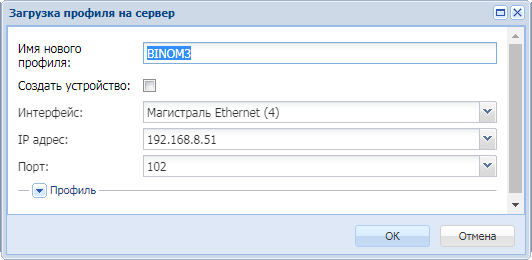 Загрузка профиля на сервер
Имя нового
профиля:
BINOM3
Создать устройство:
Интерфейс:
Магистраль Ethernet (4)
IP адрес:
192.168.8.51
Порт:
102
Профиль
OK
Отмена